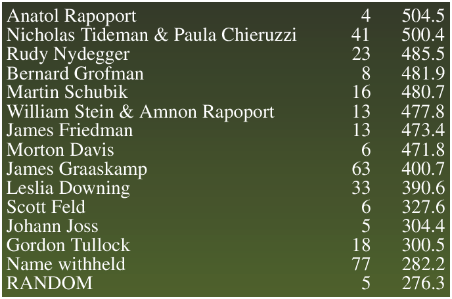 Anatol Rapoport 4 504.5
Nicholas Tideman & Paula Chieruzzi 41 500.4
Rudy Nydegger 23 485.5
Bernard Grofman 8 481.9
Martin Schubik 16 480.7
William Stein & Amnon Rapoport 13 477.8
James Friedman 13 473.4
Morton Davis 6 471.8
James Graaskamp 63 400.7
Leslia Downing 33 390.6
Scott Feld 6 327.6
Johann Joss 5 304.4
Gordon Tullock 18 300.5
Name withheld 77 282.2
RANDOM 5 276.3